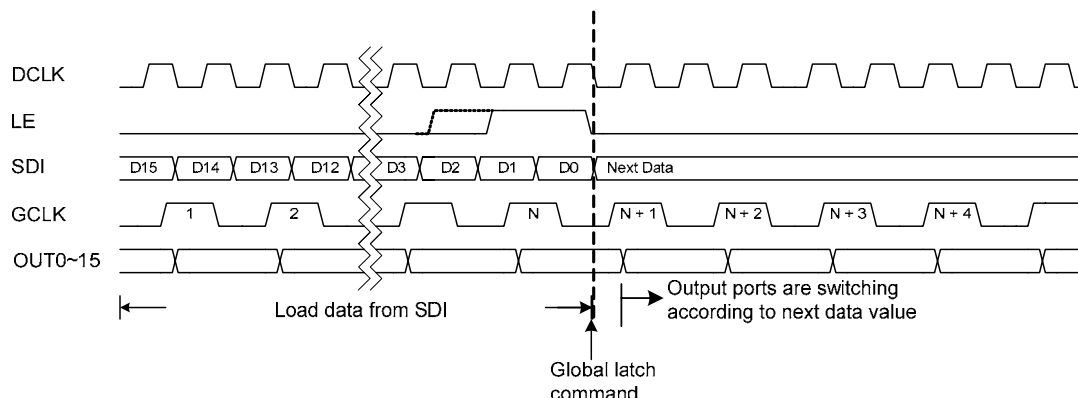 DCLK
LE
SDI D15 D14 D13 D12 D3 D2 D1 D0 Next Data
GCLK 1 2 N N + 1 N + 2 N + 3 N + 4
OUT0~15
Load data from SDI
Output ports are switching
according to next data value
Global latch
command